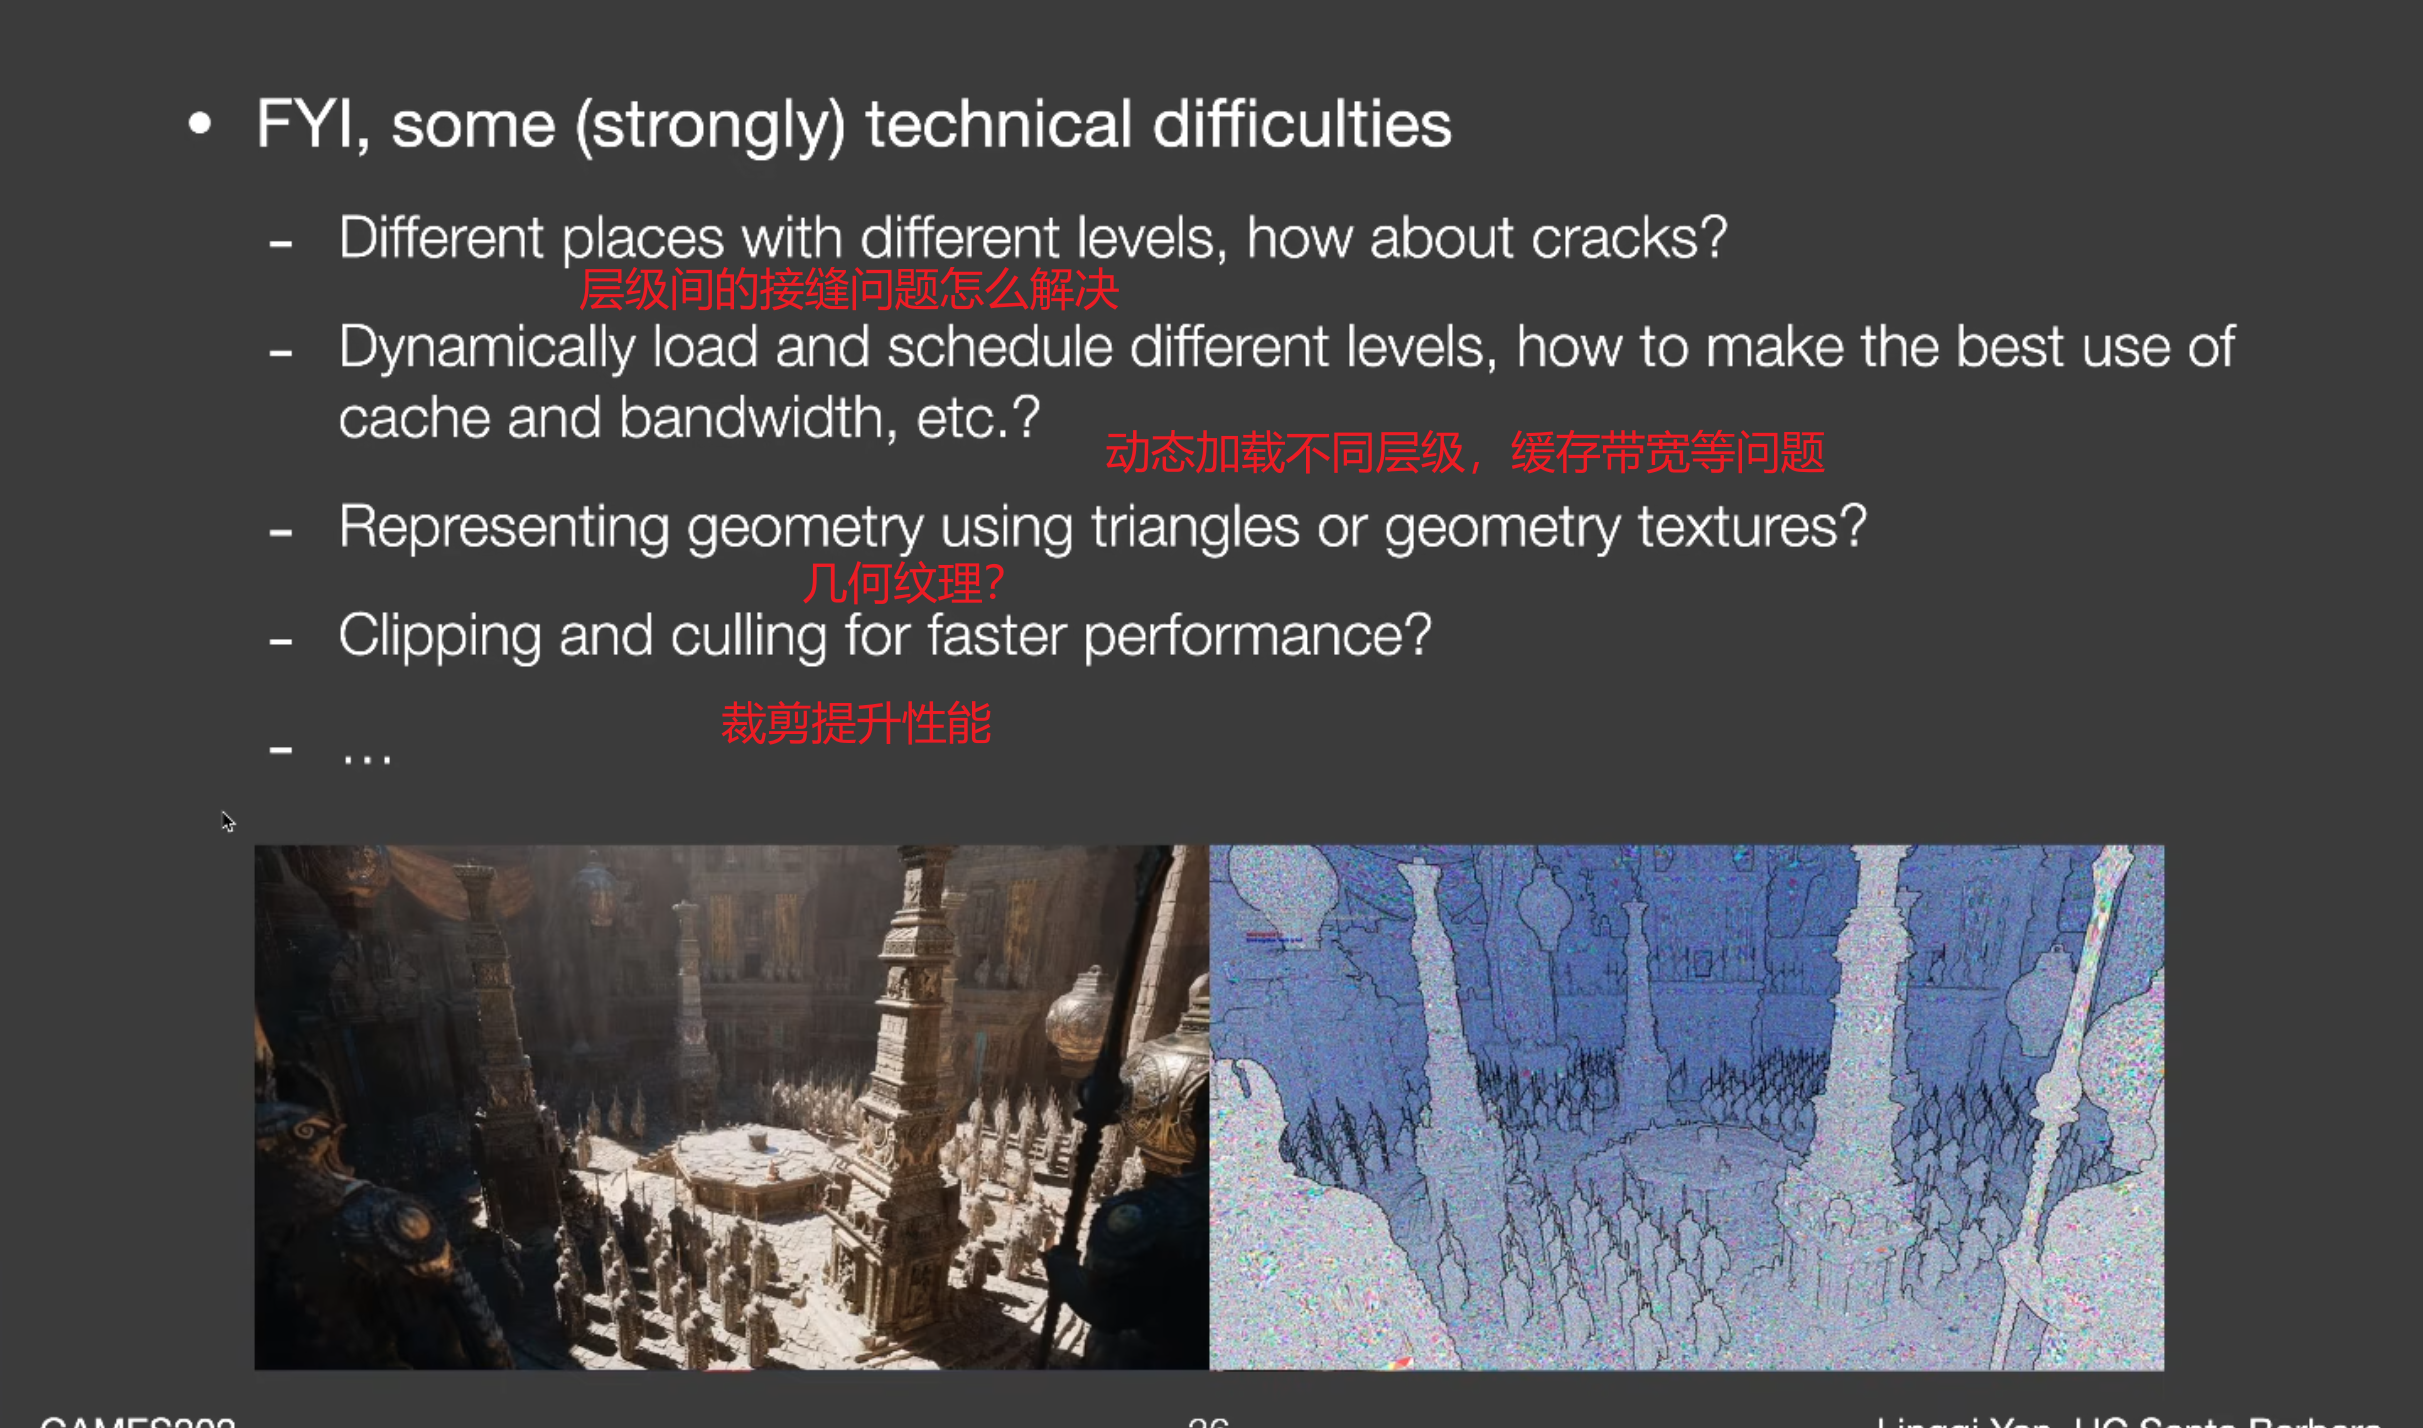 • FYI, some (strongly) technical difficulties
- Different places with different levels, how about cracks?
层级间的接缝问题怎么解决
- Dynamically load and schedule different levels, how to make the best use of
cache and bandwidth, etc.?
动态加载不同层级，缓存带宽等问题
- Representing geometry using triangles or geometry textures?
几何纹理？
- Clipping and culling for faster performance?
裁剪提升性能
- …